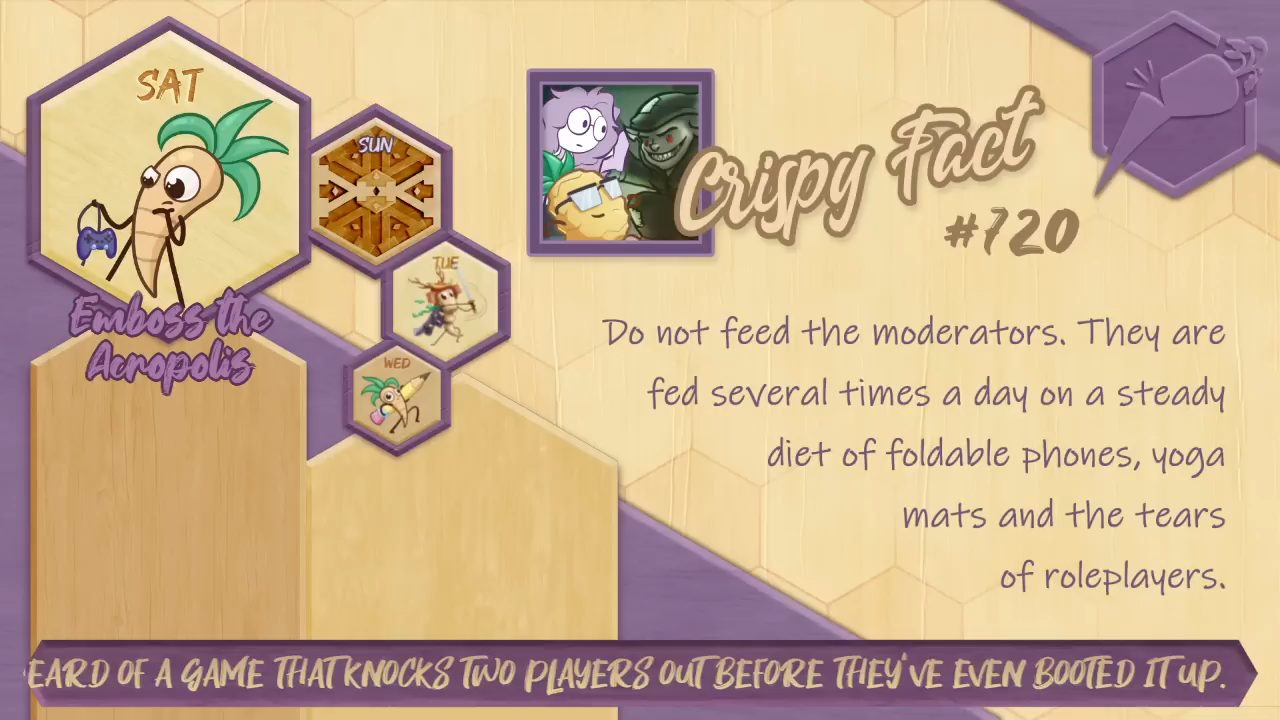 SAT
SUN
TUE
WED
Emboss the
Acropolis
Crispy Fact
#720
Do not feed the moderators. They are
fed several times a day on a steady
diet of foldable phones, yoga
mats and the tears
of roleplayers.
EARD OF A GAME THAT KNOCKS TWO PLAYERS OUT BEFORE THEY'VE EVEN BOOTED IT UP.